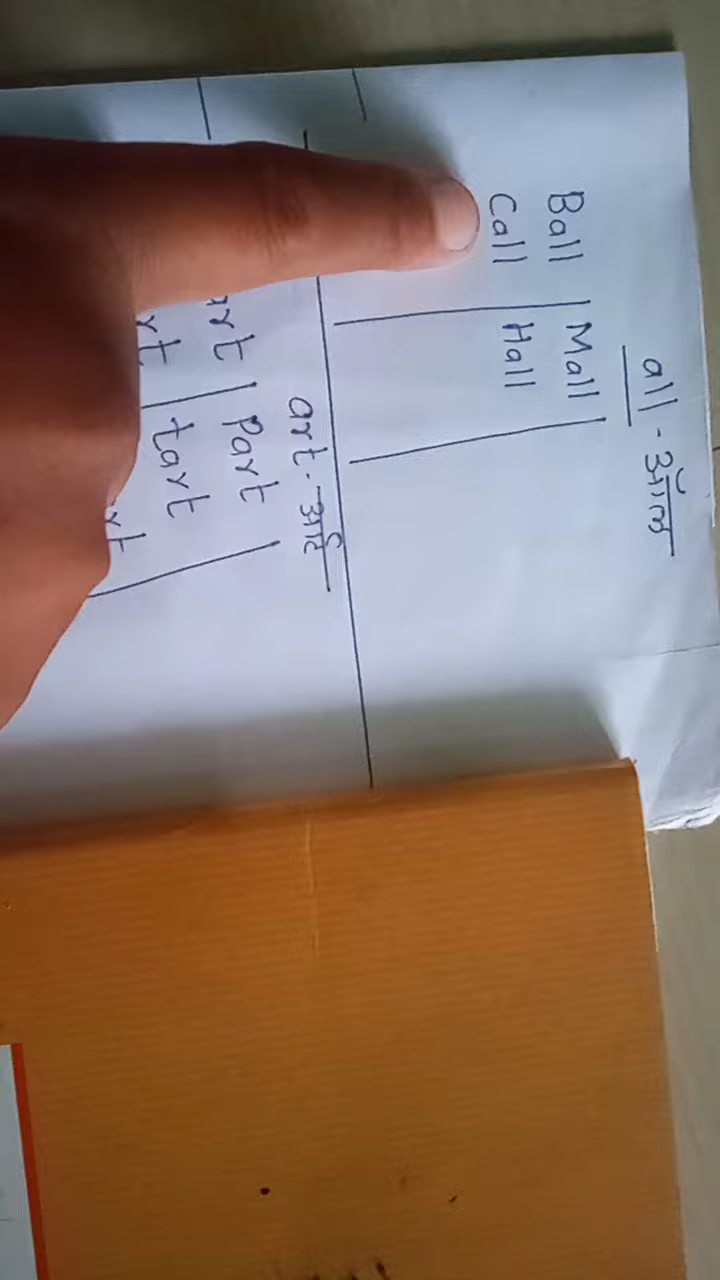 all - ऑल
Ball | Mall |
Call | Hall
art - आर्ट
Part
tart